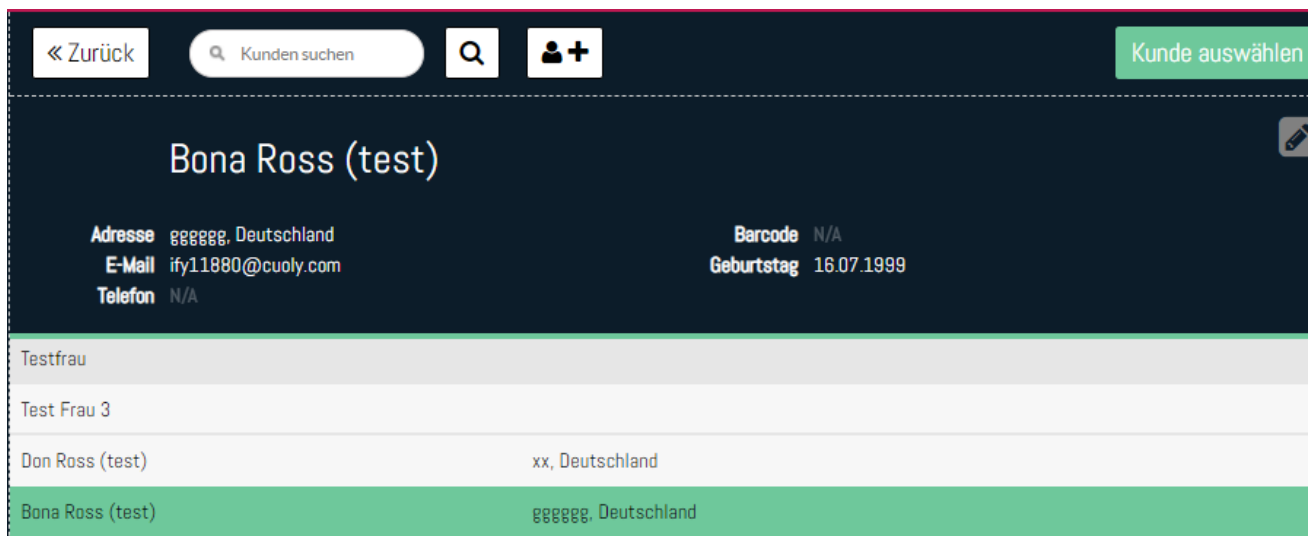 « Zurück
Kunden suchen
Kunde auswählen
Bona Ross (test)
Adresse gggggg, Deutschland
Barcode N/A
E-Mail ify11880@cuoly.com
Geburtstag 16.07.1999
Telefon N/A
Testfrau
Test Frau 3
Don Ross (test) xx, Deutschland
Bona Ross (test) gggggg, Deutschland